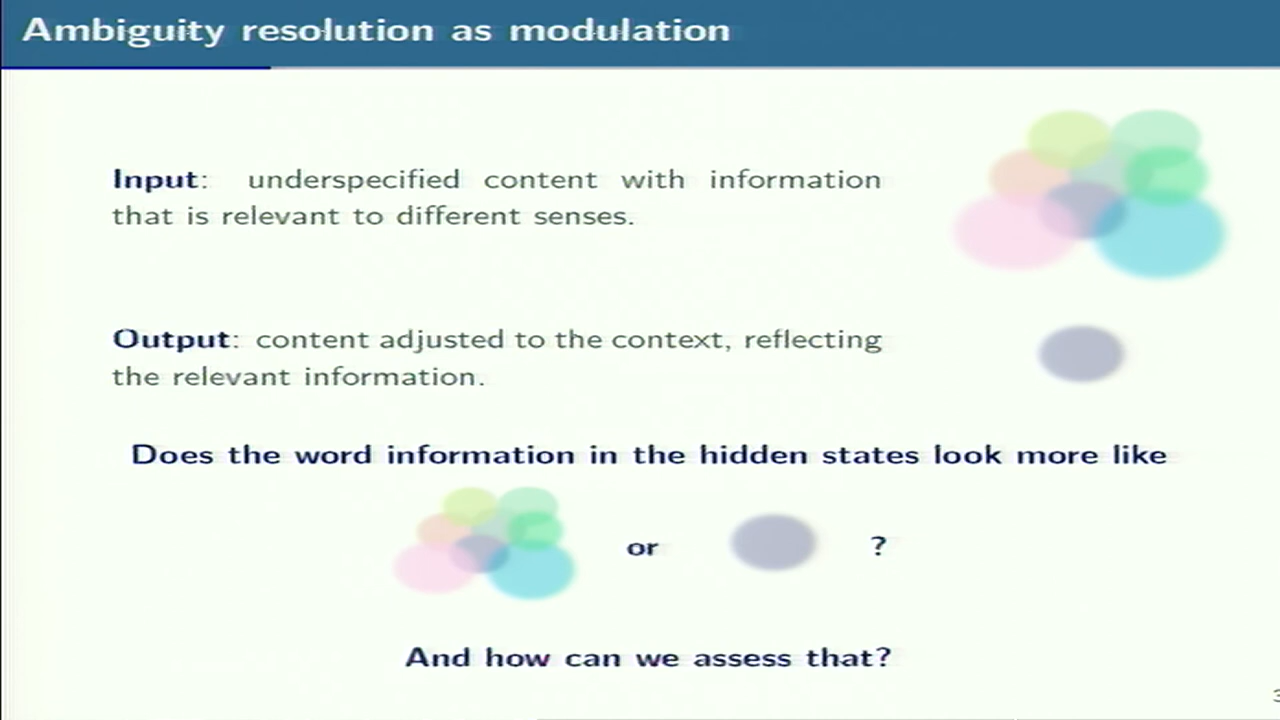 Ambiguity resolution as modulation
Input: underspecified content with information
that is relevant to different senses.
Output: content adjusted to the context, reflecting
the relevant information.
Does the word information in the hidden states look more like
or ?
And how can we assess that?